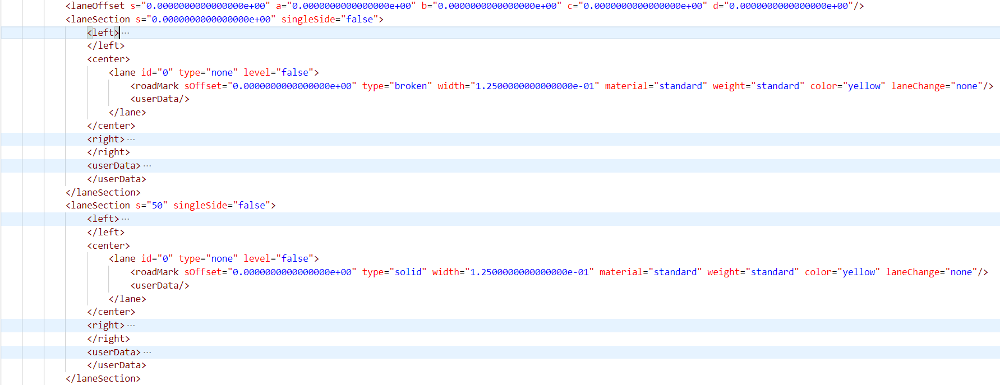 <laneOffset s="0.0000000000000000e+00" a="0.0000000000000000e+00" b="0.0000000000000000e+00" c="0.0000000000000000e+00" d="0.0000000000000000e+00"/>
<laneSection s="0.0000000000000000e+00" singleSide="false">
<left>···
</left>
<center>
<lane id="0" type="none" level="false">
<roadMark sOffset="0.0000000000000000e+00" type="broken" width="1.2500000000000000e-01" material="standard" weight="standard" color="yellow" laneChange="none"/>
<userData/>
</lane>
</center>
<right>···
</right>
<userData>···
</userData>
</laneSection>
<laneSection s="50" singleSide="false">
<left>···
</left>
<center>
<lane id="0" type="none" level="false">
<roadMark sOffset="0.0000000000000000e+00" type="solid" width="1.2500000000000000e-01" material="standard" weight="standard" color="yellow" laneChange="none"/>
<userData/>
</lane>
</center>
<right>···
</right>
<userData>···
</userData>
</laneSection>